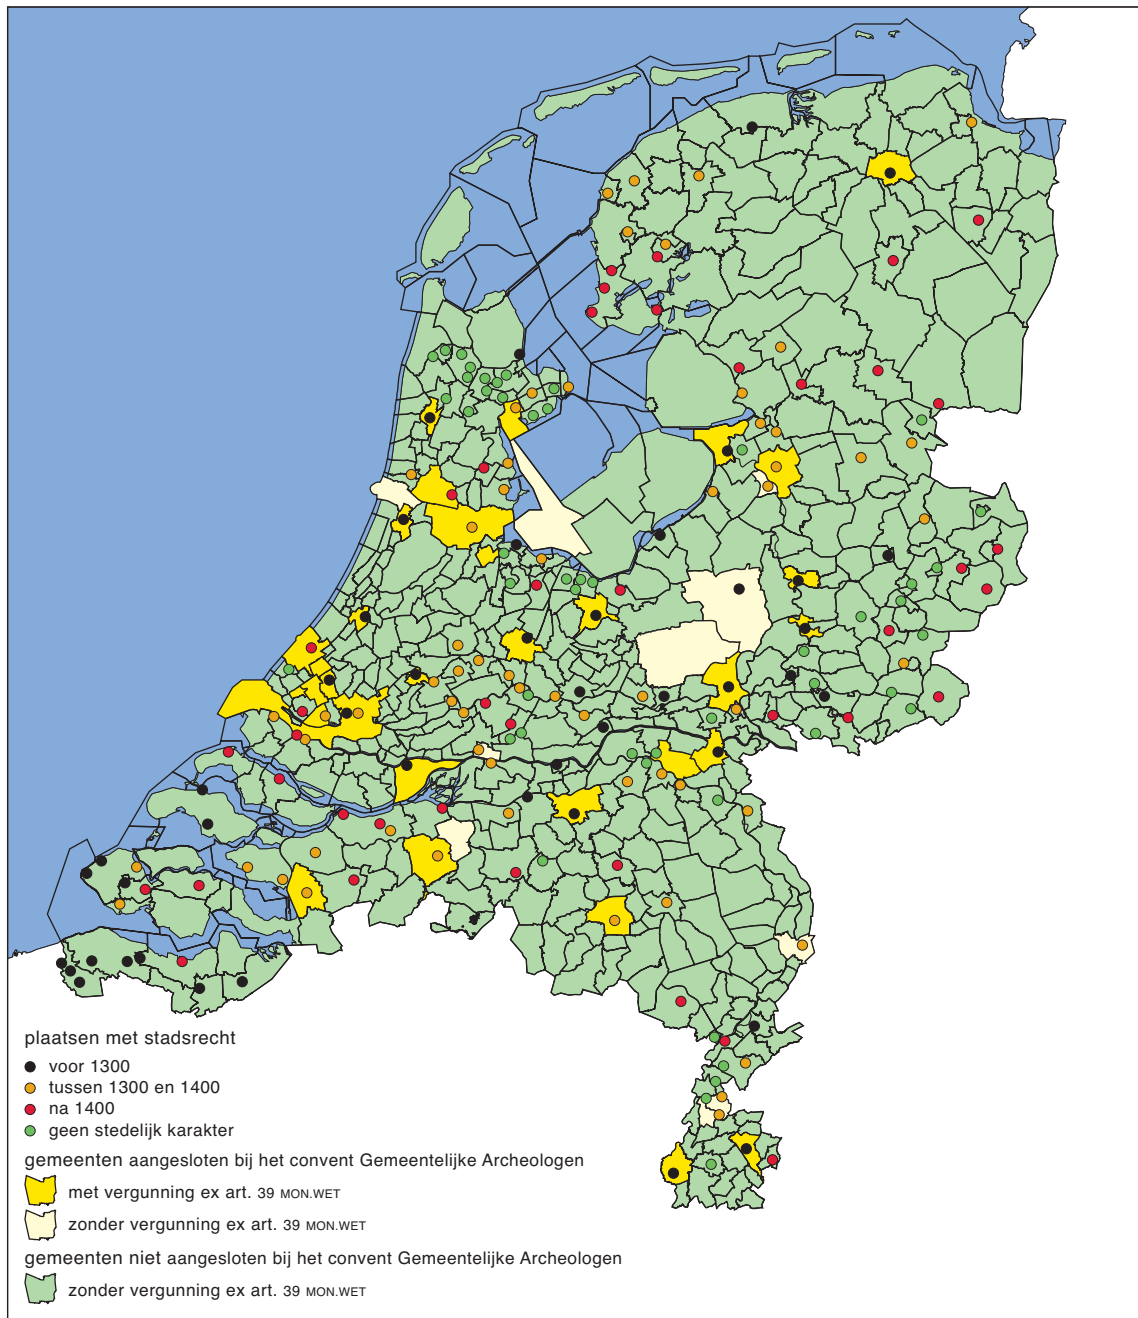 plaatsen met stadsrecht
voor 1300
tussen 1300 en 1400
na 1400
geen stedelijk karakter
gemeenten aangesloten bij het convent Gemeentelijke Archeologen
met vergunning ex art. 39 MON.WET
zonder vergunning ex art. 39 MON.WET
gemeenten niet aangesloten bij het convent Gemeentelijke Archeologen
zonder vergunning ex art. 39 MON.WET